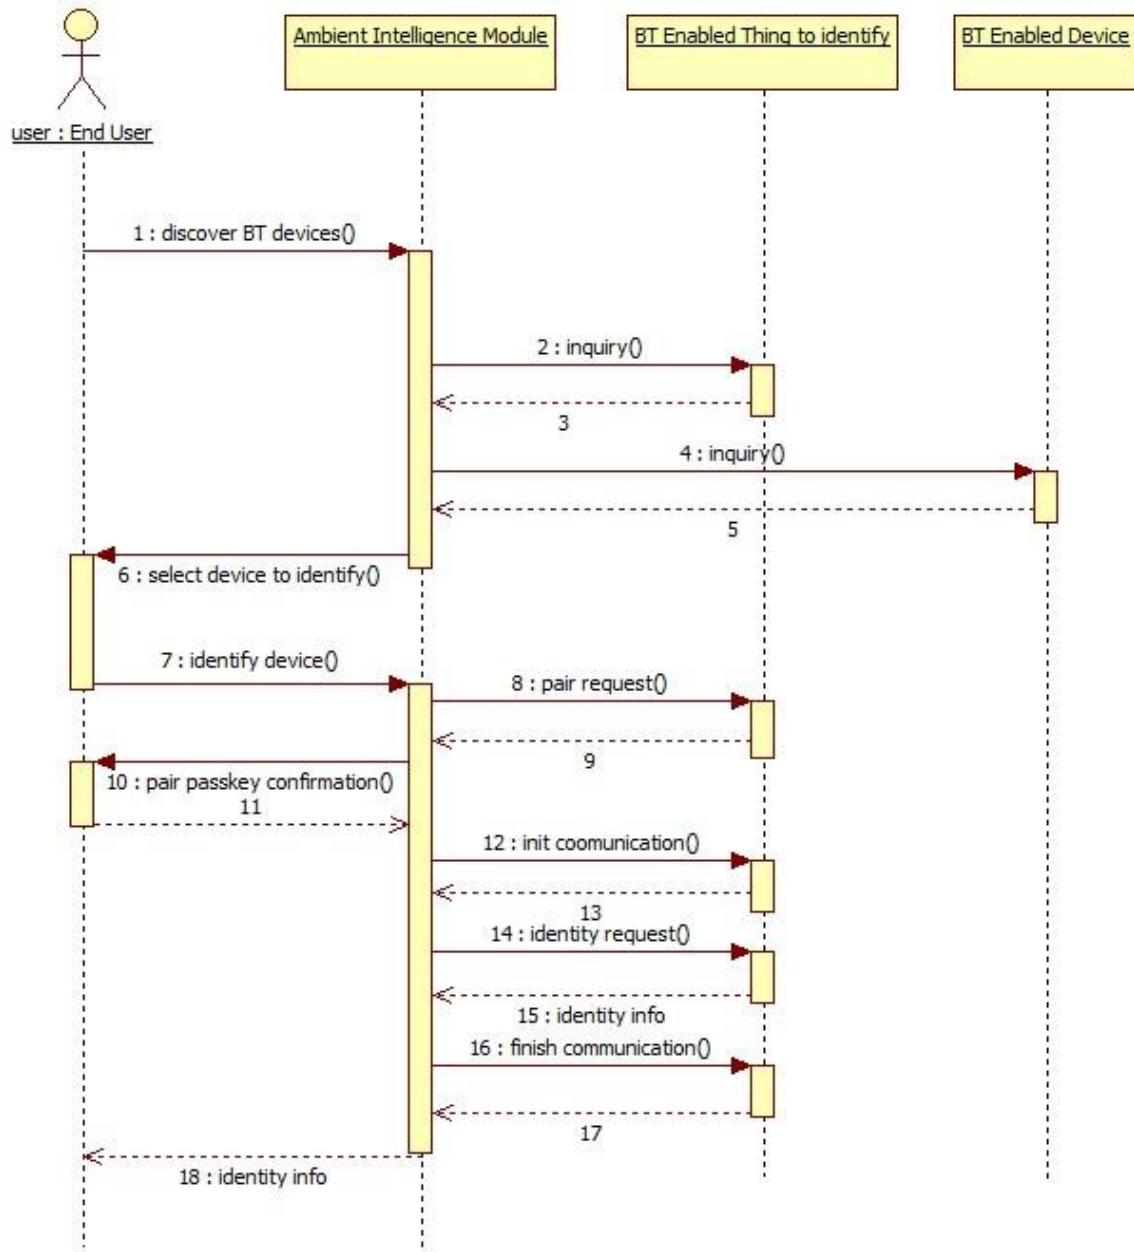 Ambient Intelligence Module
BT Enabled Thing to identify
BT Enabled Device
user : End User
1 : discover BT devices()
2 : inquiry()
3
4 : inquiry()
5
6 : select device to identify()
7 : identify device()
8 : pair request()
9
10 : pair passkey confirmation()
11
12 : init coomunication()
13
14 : identity request()
15 : identity info
16 : finish communication()
17
18 : identity info